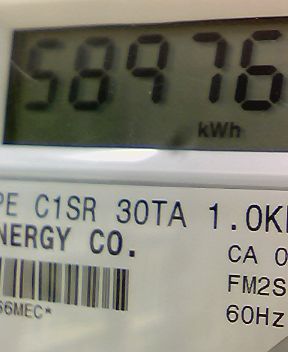 58976
kWh
PE C1SR 30TA 1.0K
NERGY CO.
CA 0
FM2S
60Hz
66MEC*